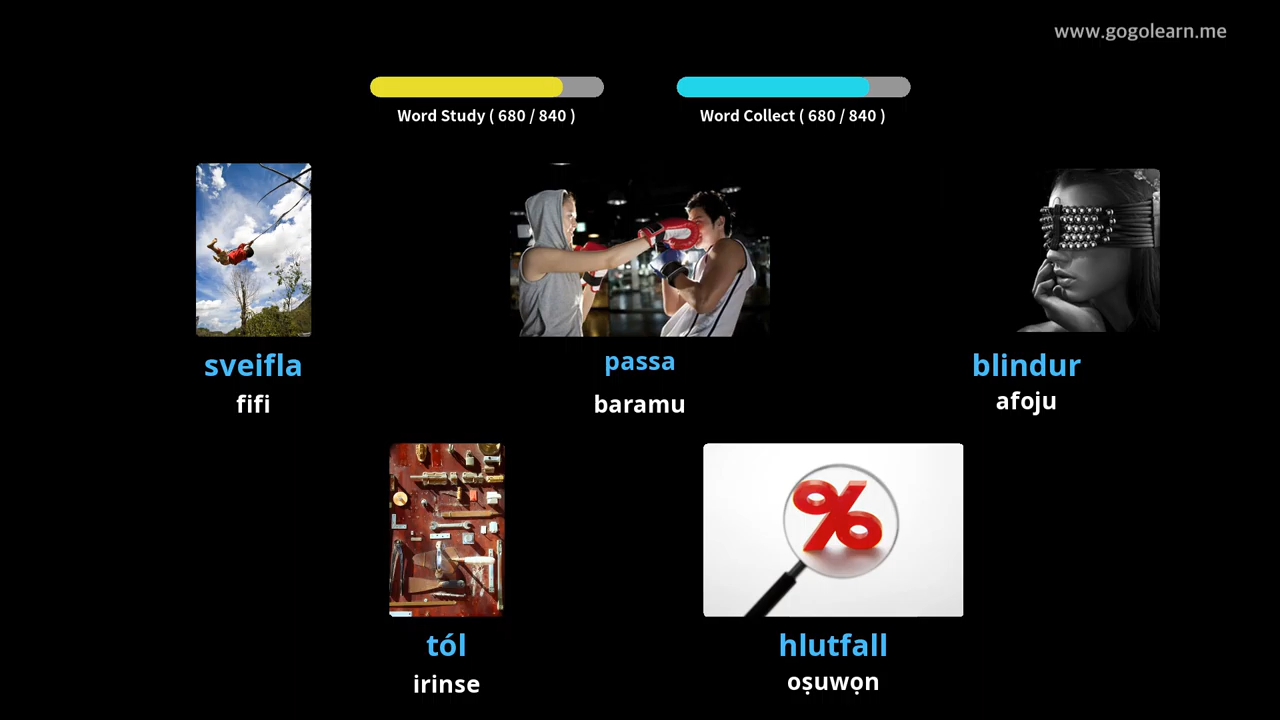 www.gogolearn.me
Word Study ( 680 / 840 )
Word Collect ( 680 / 840 )
sveifla
fifi
passa
baramu
blindur
afoju
tól
irinse
hlutfall
oṣuwọn